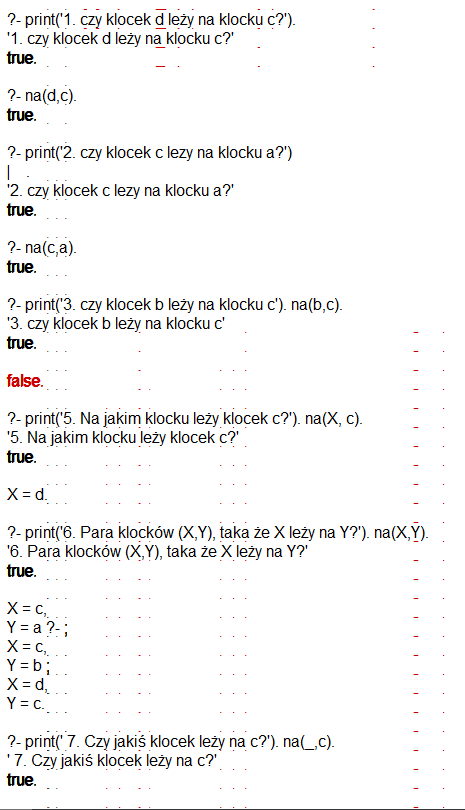 ?- print('1. czy klocek d leży na klocku c?').
'1. czy klocek d leży na klocku c?'
true.
?- na(d,c).
true.
?- print('2. czy klocek c lezy na klocku a?')
| .
'2. czy klocek c lezy na klocku a?'
true.
?- na(c,a).
true.
?- print('3. czy klocek b leży na klocku c'). na(b,c).
'3. czy klocek b leży na klocku c'
true.
false.
?- print('5. Na jakim klocku leży klocek c?'). na(X, c).
'5. Na jakim klocku leży klocek c?'
true.
X = d.
?- print('6. Para klocków (X,Y), taka że X leży na Y?'). na(X,Y).
'6. Para klocków (X,Y), taka że X leży na Y?'
true.
X = c,
Y = a ?- ;
X = c,
Y = b ;
X = d,
Y = c.
?- print(' 7. Czy jakiś klocek leży na c?'). na(_,c).
' 7. Czy jakiś klocek leży na c?'
true.